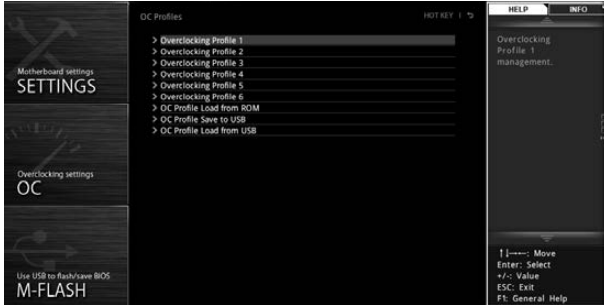 OC Profiles
HOT KEY
HELP
INFO
Motherboard settings
SETTINGS
Overclocking settings
OC
Use USB to flash/save BIOS
M-FLASH
> Overclocking Profile 1
> Overclocking Profile 2
> Overclocking Profile 3
> Overclocking Profile 4
> Overclocking Profile 5
> Overclocking Profile 6
> OC Profile Load from ROM
> OC Profile Save to USB
> OC Profile Load from USB
Overclocking
Profile 1
management.
↑↓→←: Move
Enter: Select
+/-: Value
ESC: Exit
F1: General Help